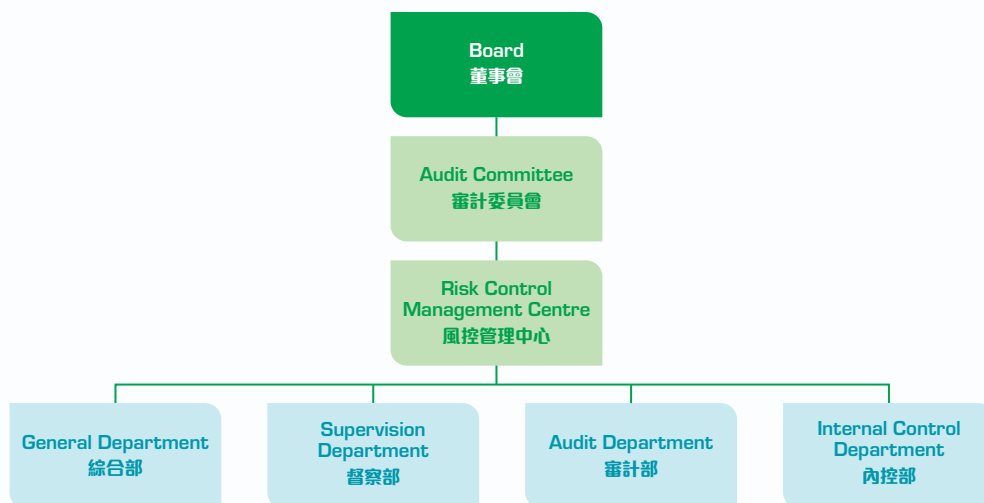 Board
董事會
Audit Committee
審計委員會
Risk Control
Management Centre
風控管理中心
General Department
綜合部
Supervision
Department
督察部
Audit Department
審計部
Internal Control
Department
內控部